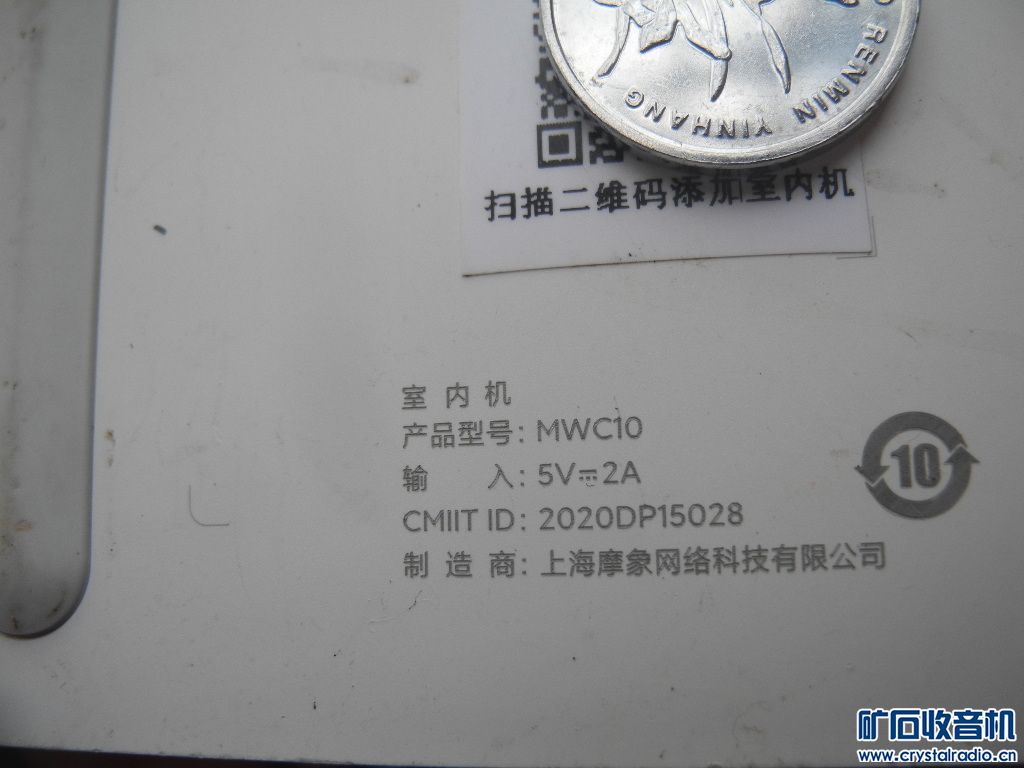 RENMIN YINHANG
扫描二维码添加室内机
室内机
产品型号: MWC10
输 入: 5V⎓2A
CMIIT ID: 2020DP15028
制造商: 上海摩象网络科技有限公司
10
矿石收音机
www.crystalradio.cn